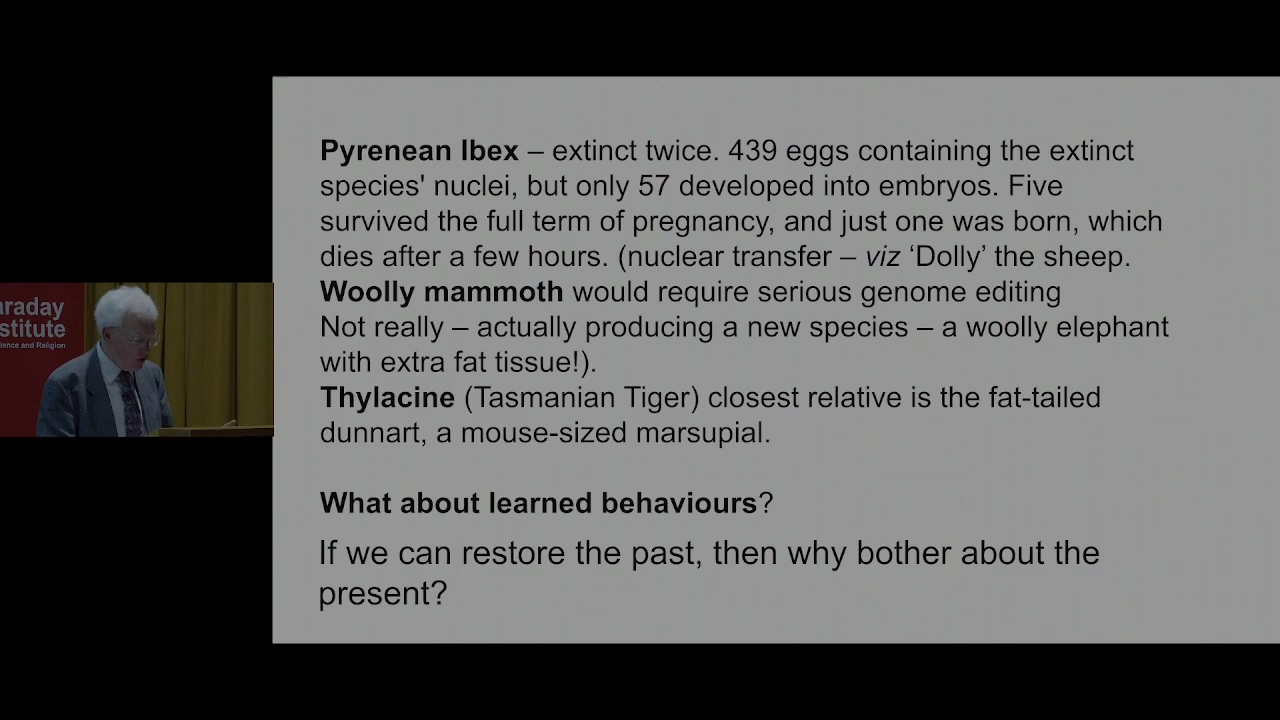 araday
stitute
ience and Religion
Pyrenean Ibex – extinct twice. 439 eggs containing the extinct
species' nuclei, but only 57 developed into embryos. Five
survived the full term of pregnancy, and just one was born, which
dies after a few hours. (nuclear transfer – viz ‘Dolly’ the sheep.
Woolly mammoth would require serious genome editing
Not really – actually producing a new species – a woolly elephant
with extra fat tissue!).
Thylacine (Tasmanian Tiger) closest relative is the fat-tailed
dunnart, a mouse-sized marsupial.
What about learned behaviours?
If we can restore the past, then why bother about the
present?